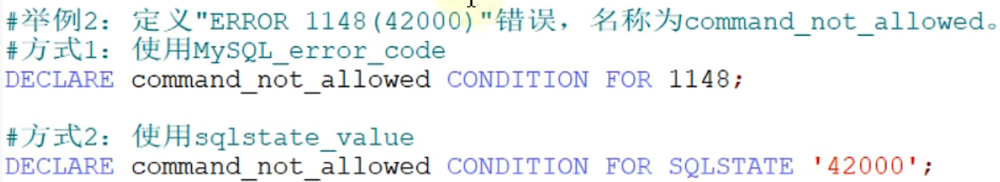 #举例2：定义"ERROR 1148(42000)"错误，名称为command_not_allowed。
#方式1：使用MySQL_error_code
DECLARE command_not_allowed CONDITION FOR 1148;
#方式2：使用sqlstate_value
DECLARE command_not_allowed CONDITION FOR SQLSTATE '42000';